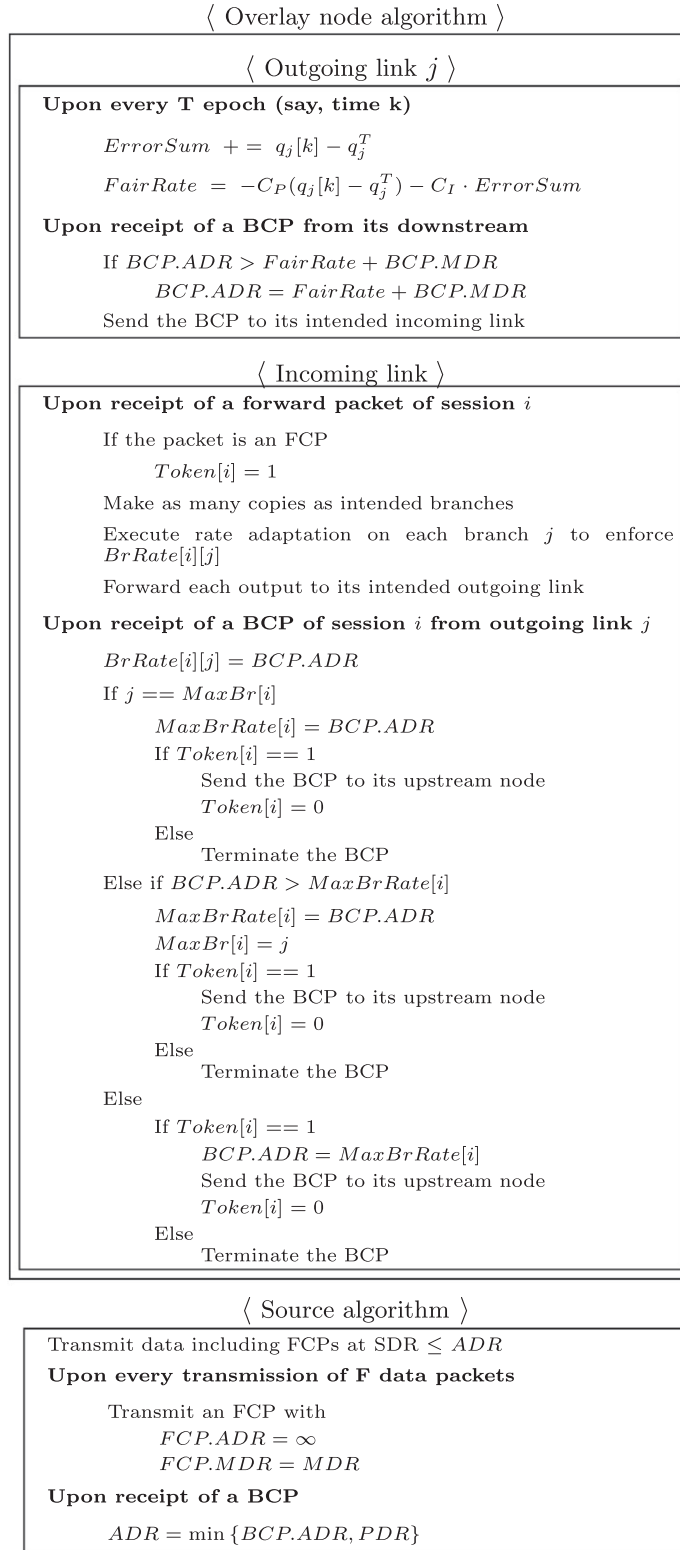 ⟨ Overlay node algorithm ⟩
⟨ Outgoing link j ⟩
Upon every T epoch (say, time k)
ErrorSum += q_j[k] − q_j^T
FairRate = −C_P(q_j[k] − q_j^T) − C_I · ErrorSum
Upon receipt of a BCP from its downstream
If BCP.ADR > FairRate + BCP.MDR
BCP.ADR = FairRate + BCP.MDR
Send the BCP to its intended incoming link
⟨ Incoming link ⟩
Upon receipt of a forward packet of session i
If the packet is an FCP
Token[i] = 1
Make as many copies as intended branches
Execute rate adaptation on each branch j to enforce
BrRate[i][j]
Forward each output to its intended outgoing link
Upon receipt of a BCP of session i from outgoing link j
BrRate[i][j] = BCP.ADR
If j == MaxBr[i]
MaxBrRate[i] = BCP.ADR
If Token[i] == 1
Send the BCP to its upstream node
Token[i] = 0
Else
Terminate the BCP
Else if BCP.ADR > MaxBrRate[i]
MaxBrRate[i] = BCP.ADR
MaxBr[i] = j
If Token[i] == 1
Send the BCP to its upstream node
Token[i] = 0
Else
Terminate the BCP
Else
If Token[i] == 1
BCP.ADR = MaxBrRate[i]
Send the BCP to its upstream node
Token[i] = 0
Else
Terminate the BCP
⟨ Source algorithm ⟩
Transmit data including FCPs at SDR ≤ ADR
Upon every transmission of F data packets
Transmit an FCP with
FCP.ADR = ∞
FCP.MDR = MDR
Upon receipt of a BCP
ADR = min {BCP.ADR, PDR}